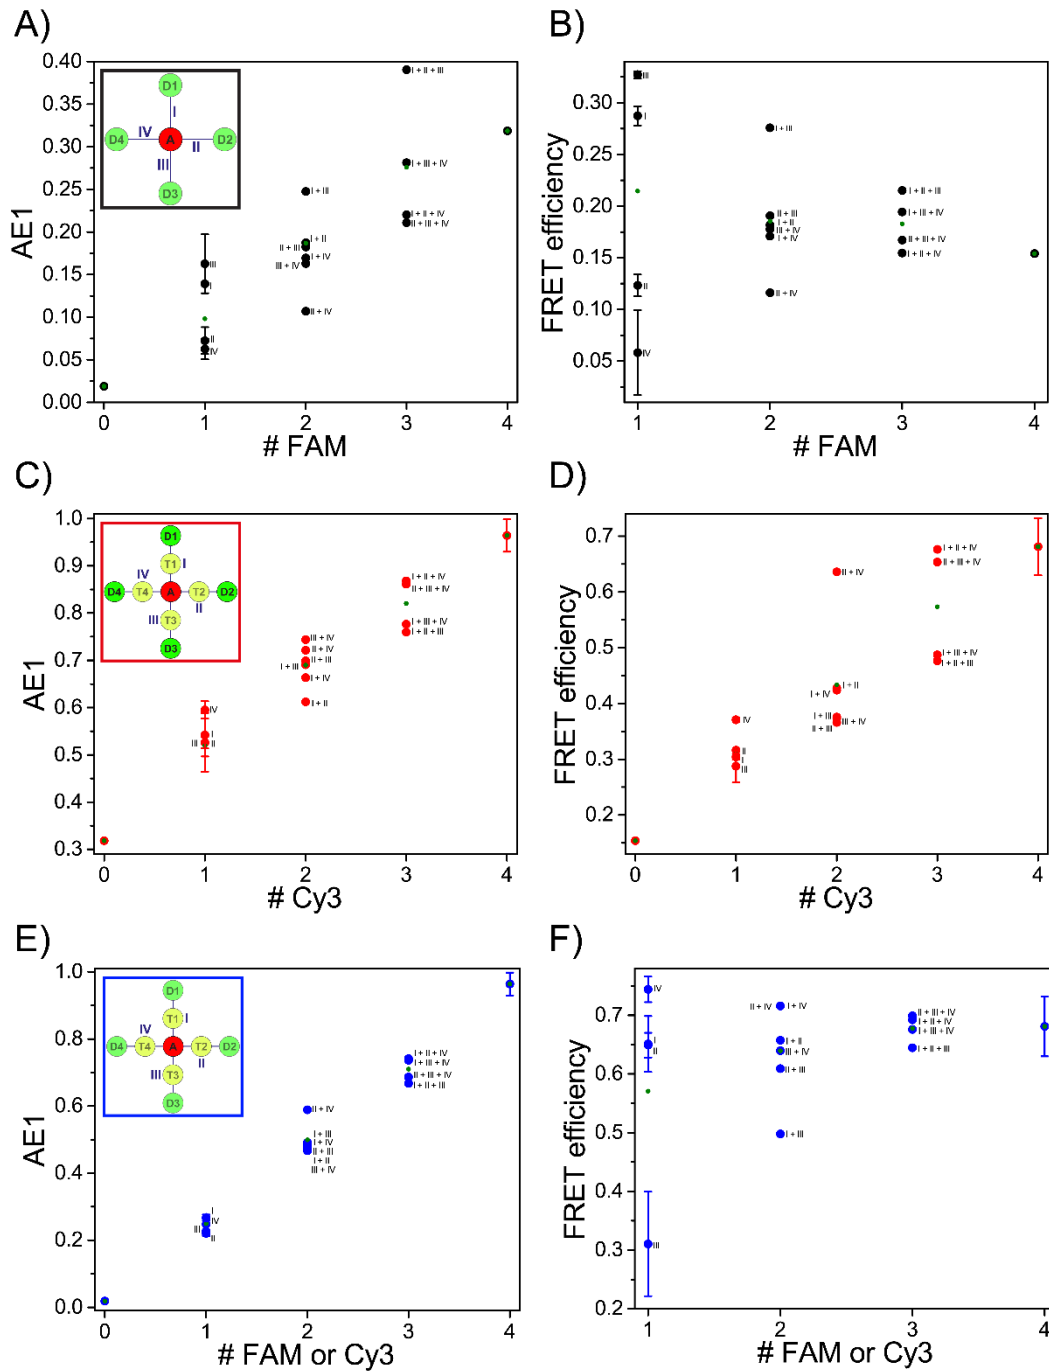 A)
AE1
0.40
0.35
0.30
0.25
0.20
0.15
0.10
0.05
0.00
0
1
2
3
4
# FAM
D1
I
IV
D4
A
D2
II
III
D3
III
I
II
IV
I + III
I + II
II + III
I + IV
III + IV
II + IV
I + II + III
I + III + IV
I + II + IV
II + III + IV
B)
FRET efficiency
0.30
0.25
0.20
0.15
0.10
0.05
1
2
3
4
# FAM
III
I
II
IV
I + III
II + III
I + II
III + IV
I + IV
II + IV
I + II + III
I + III + IV
II + III + IV
I + II + IV
C)
AE1
1.0
0.9
0.8
0.7
0.6
0.5
0.4
0.3
0
1
2
3
4
# Cy3
D1
T1
I
IV
D4
T4
A
T2
D2
II
III
T3
D3
IV
I
III
II
III + IV
II + IV
II + III
I + III
I + IV
I + II
I + II + IV
II + III + IV
I + III + IV
I + II + III
D)
FRET efficiency
0.7
0.6
0.5
0.4
0.3
0.2
0
1
2
3
4
# Cy3
IV
II
I
III
II + IV
I + II
I + IV
I + III
III + IV
II + III
I + II + IV
II + III + IV
I + III + IV
I + II + III
E)
AE1
1.0
0.8
0.6
0.4
0.2
0.0
0
1
2
3
4
# FAM or Cy3
D1
T1
I
IV
D4
T4
A
T2
D2
II
III
T3
D3
I
IV
III
II
II + IV
I + III
I + IV
II + III
I + II
III + IV
I + II + IV
I + III + IV
II + III + IV
I + II + III
F)
FRET efficiency
0.7
0.6
0.5
0.4
0.3
0.2
1
2
3
4
# FAM or Cy3
IV
I
II
III
II + IV
I + IV
I + II
III + IV
II + III
I + III
II + III + IV
I + II + IV
I + III + IV
I + II + III